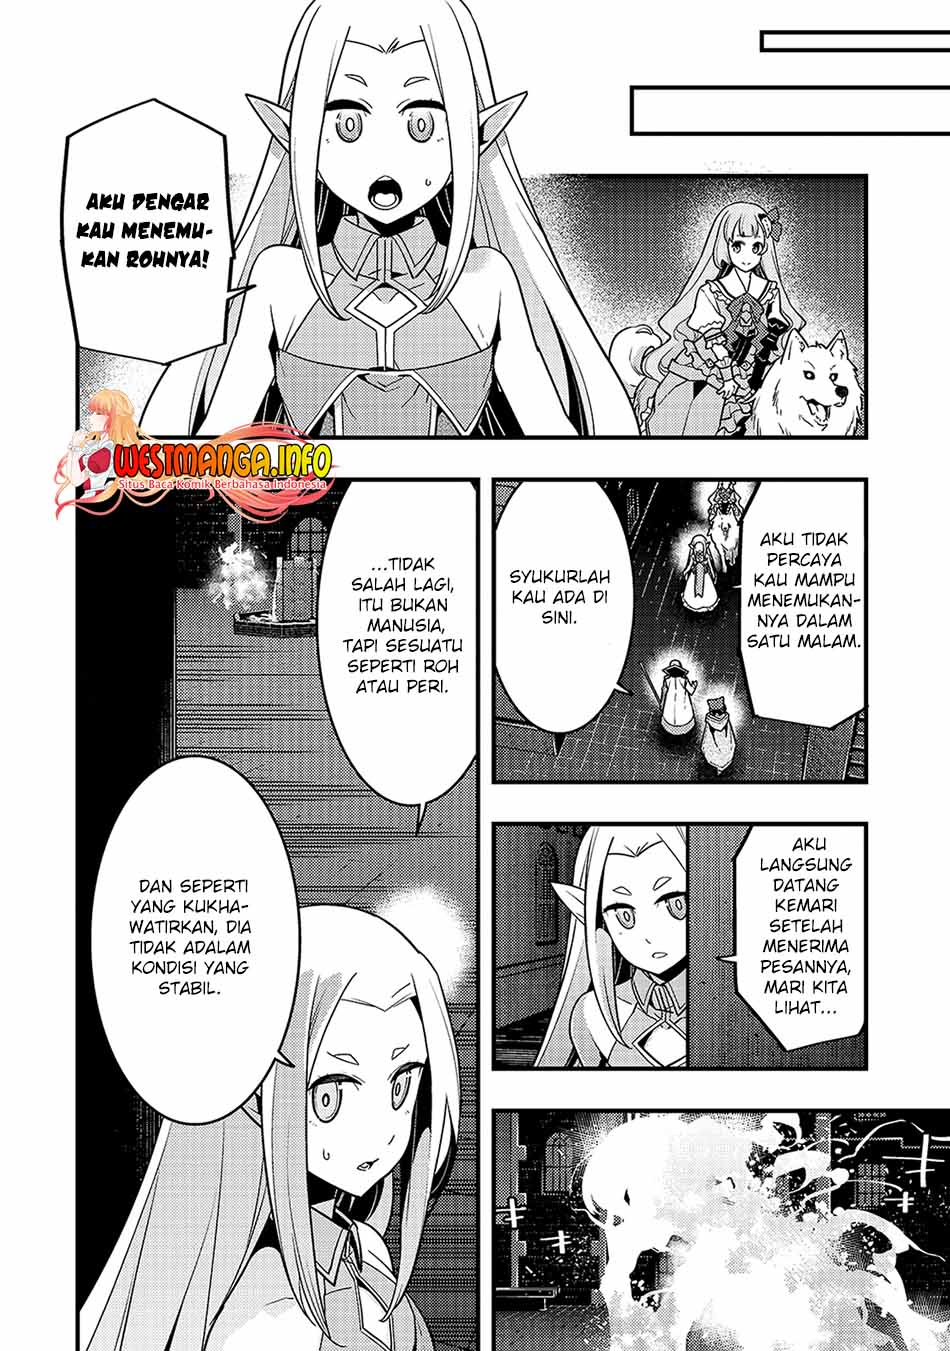 AKU DENGAR
KAU MENEMU-
KAN ROHNYA!
WESTMANGA.INFO
Situs Baca Komik Berbahasa Indonesia
AKU TIDAK
PERCAYA
KAU MAMPU
MENEMUKAN-
NYA DALAM
SATU MALAM.
SYUKURLAH
KAU ADA DI
SINI.
AKU
LANGSUNG
DATANG
KEMARI
SETELAH
MENERIMA
PESANNYA,
MARI KITA
LIHAT...
...TIDAK
SALAH LAGI,
ITU BUKAN
MANUSIA,
TAPI SESUATU
SEPERTI ROH
ATAU PERI.
DAN SEPERTI
YANG KUKHA-
WATIRKAN, DIA
TIDAK ADALAM
KONDISI YANG
STABIL.